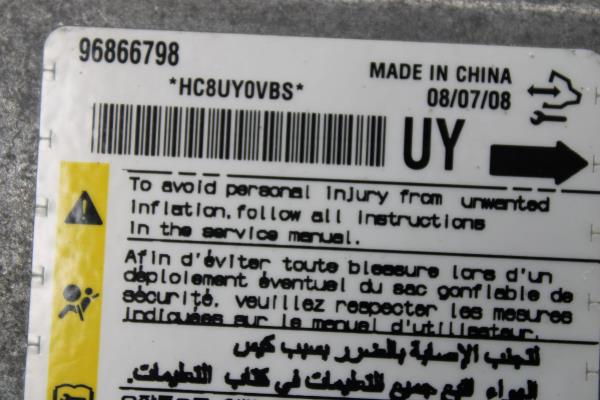 96866798
*HC8UY0VBS*
MADE IN CHINA
08/07/08
UY
To avoid personal injury from unwanted
inflation, follow all instructions
in the service manual.
Afin d'éviter toute blessure lors d'un
déploiement éventuel du sac gonflable de
sécurité, veuillez respecter les mesures
indiquées sur le manuel d'utilisateur.
لتجنب الإصابة بالضرر بسبب كيس
الهواء اتبع جميع التعليمات في كتاب التعليمات.